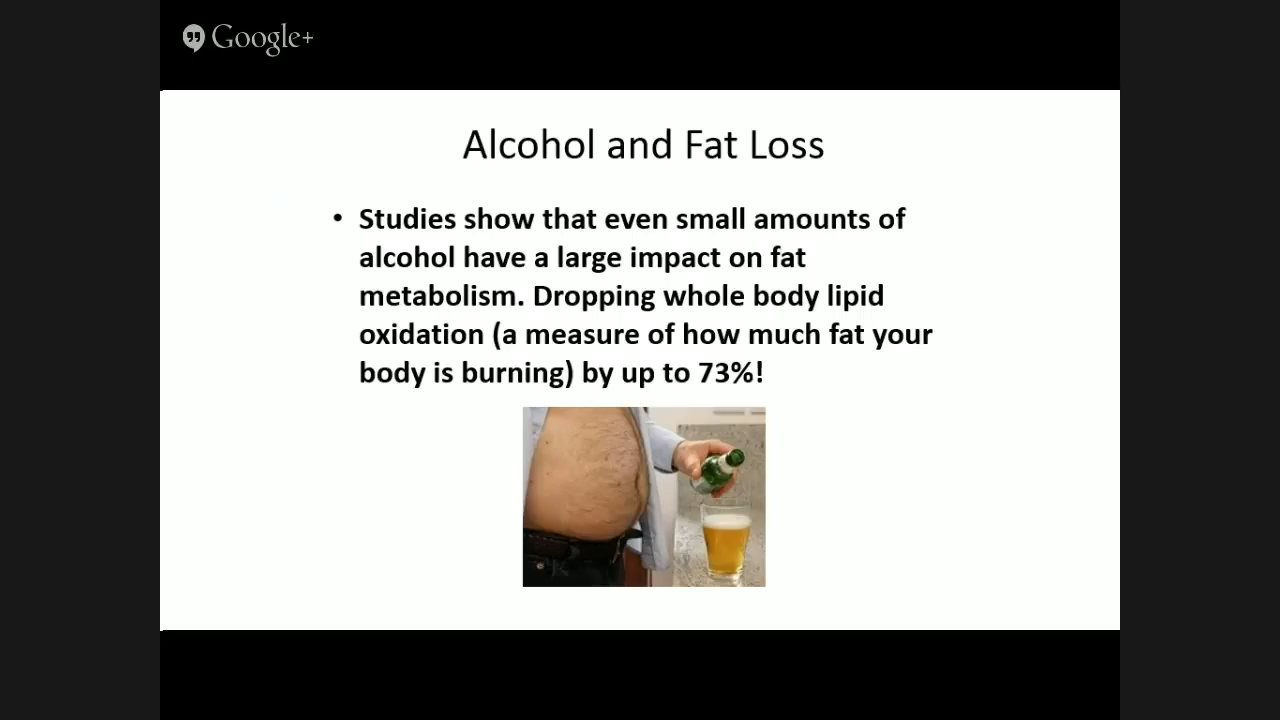 Google+
Alcohol and Fat Loss
• Studies show that even small amounts of
alcohol have a large impact on fat
metabolism. Dropping whole body lipid
oxidation (a measure of how much fat your
body is burning) by up to 73%!